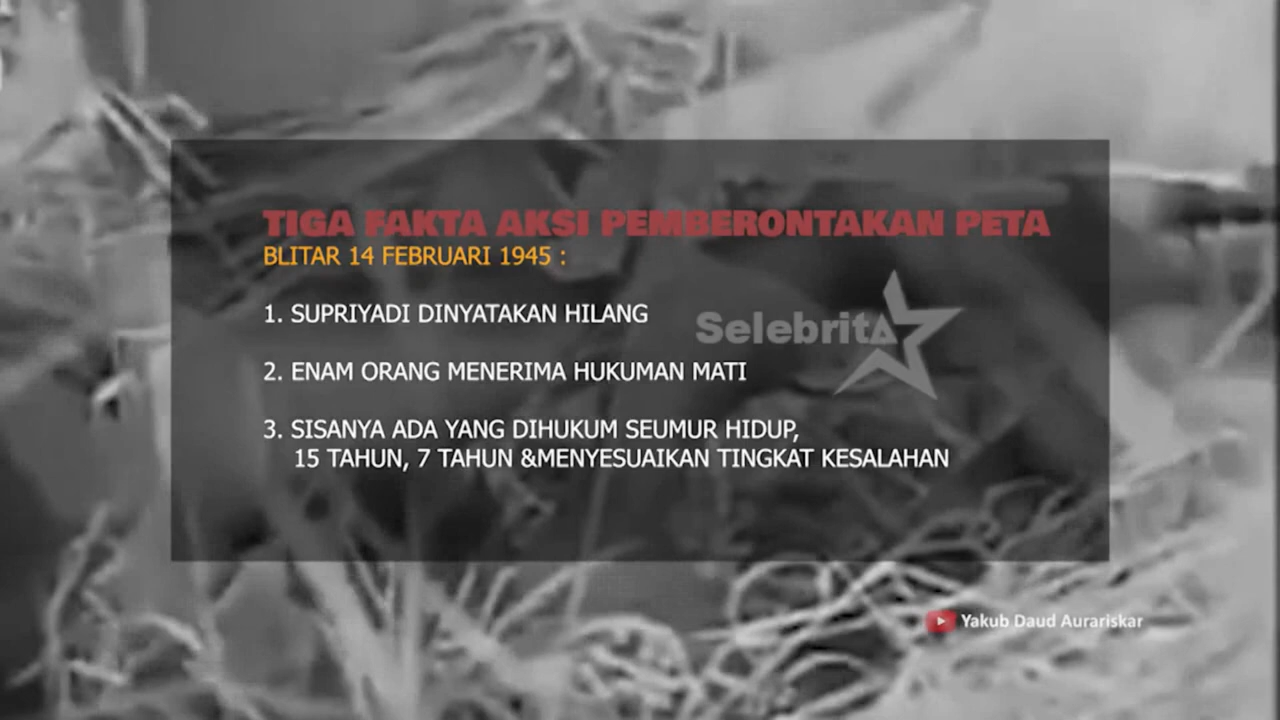 TIGA FAKTA AKSI PEMBERONTAKAN PETA
BLITAR 14 FEBRUARI 1945 :
1. SUPRIYADI DINYATAKAN HILANG
Selebrita
2. ENAM ORANG MENERIMA HUKUMAN MATI
3. SISANYA ADA YANG DIHUKUM SEUMUR HIDUP,
15 TAHUN, 7 TAHUN &MENYESUAIKAN TINGKAT KESALAHAN
Yakub Daud Aurariskar